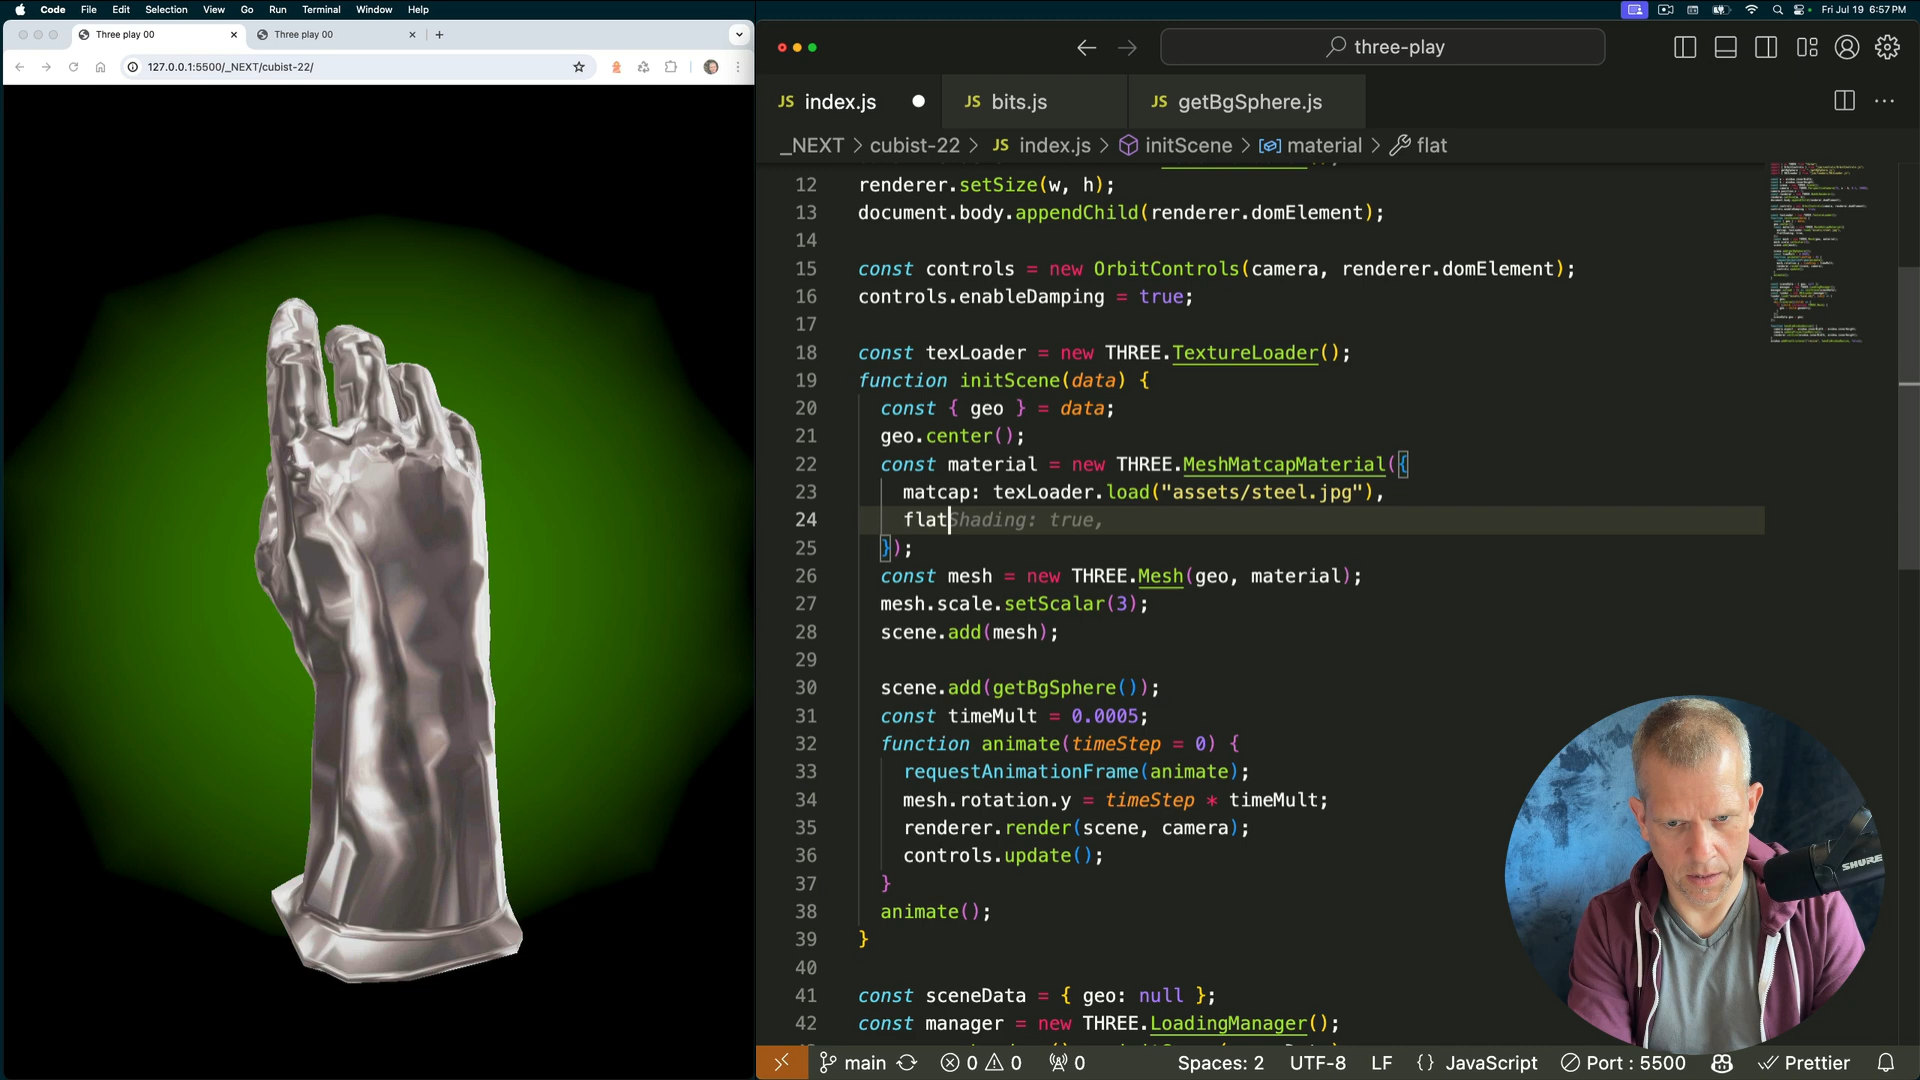 Code File Edit Selection View Go Run Terminal Window Help
Fri Jul 19 6:57 PM
Three play 00
Three play 00
127.0.0.1:5500/_NEXT/cubist-22/
three-play
JS index.js
JS bits.js
JS getBgSphere.js
_NEXT > cubist-22 > JS index.js > initScene > material > flat
12 renderer.setSize(w, h);
13 document.body.appendChild(renderer.domElement);
14
15 const controls = new OrbitControls(camera, renderer.domElement);
16 controls.enableDamping = true;
17
18 const texLoader = new THREE.TextureLoader();
19 function initScene(data) {
20 const { geo } = data;
21 geo.center();
22 const material = new THREE.MeshMatcapMaterial({
23 matcap: texLoader.load("assets/steel.jpg"),
24 flatShading: true,
25 });
26 const mesh = new THREE.Mesh(geo, material);
27 mesh.scale.setScalar(3);
28 scene.add(mesh);
29
30 scene.add(getBgSphere());
31 const timeMult = 0.0005;
32 function animate(timeStep = 0) {
33 requestAnimationFrame(animate);
34 mesh.rotation.y = timeStep * timeMult;
35 renderer.render(scene, camera);
36 controls.update();
37 }
38 animate();
39 }
40
41 const sceneData = { geo: null };
42 const manager = new THREE.LoadingManager();
SHURE
main 0 0 0 Spaces: 2 UTF-8 LF {} JavaScript Port : 5500 Prettier